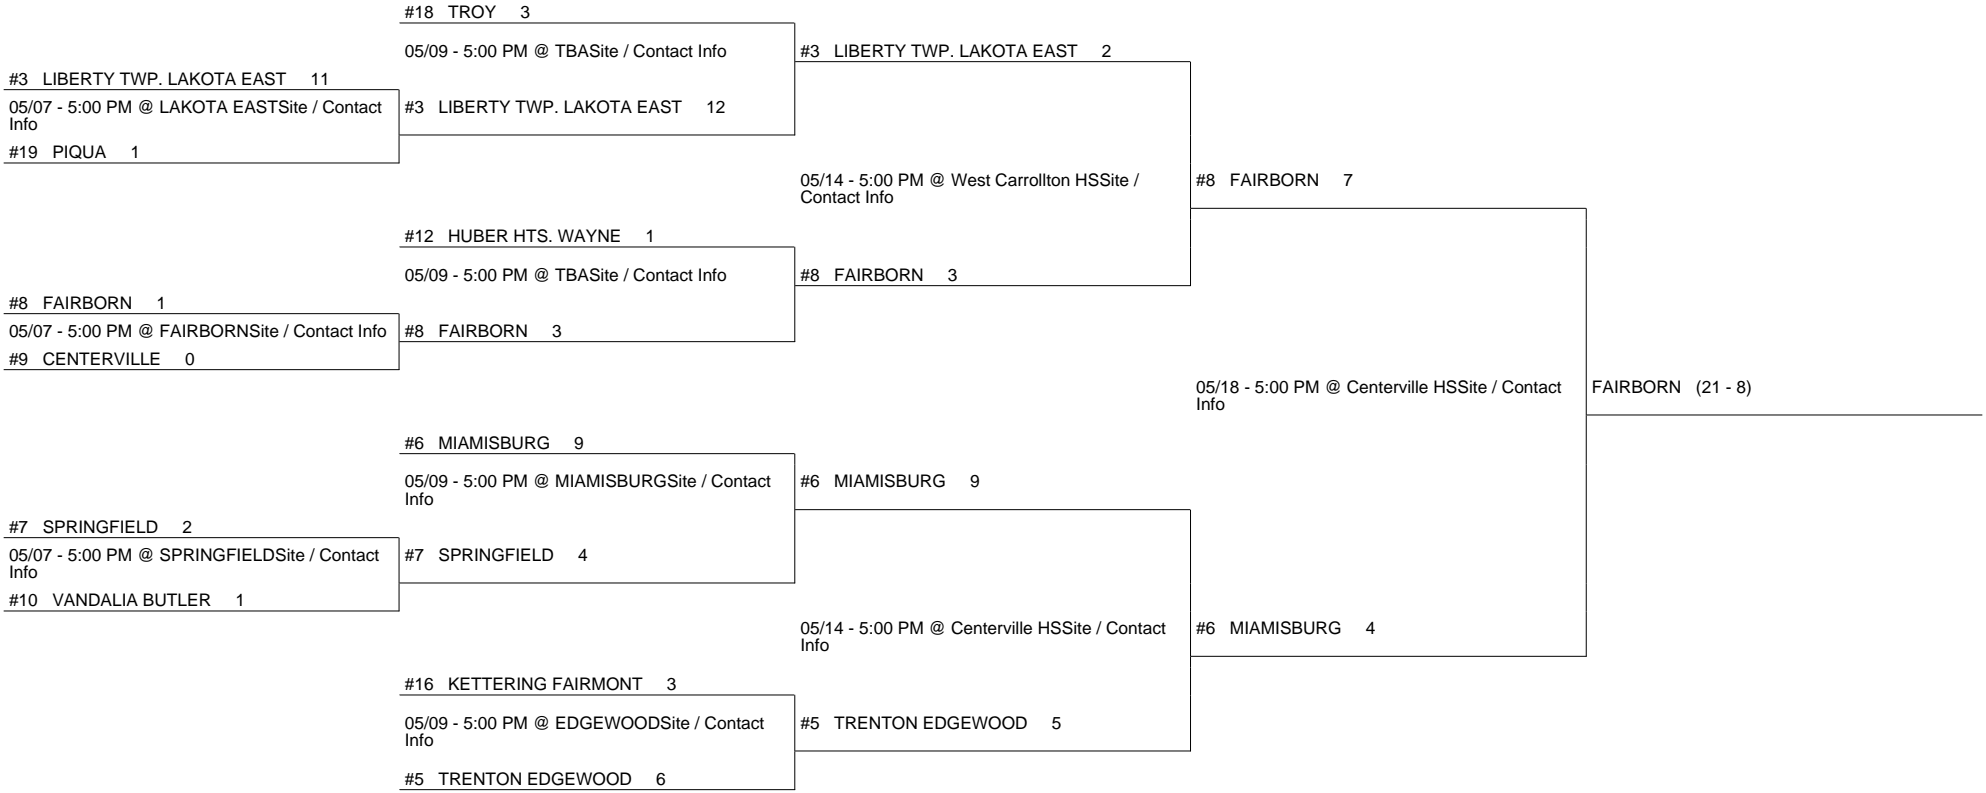 #18 TROY 3
05/09 - 5:00 PM @ TBASite / Contact Info
#3 LIBERTY TWP. LAKOTA EAST 2
#3 LIBERTY TWP. LAKOTA EAST 11
05/07 - 5:00 PM @ LAKOTA EASTSite / Contact
Info
#3 LIBERTY TWP. LAKOTA EAST 12
#19 PIQUA 1
05/14 - 5:00 PM @ West Carrollton HSSite /
Contact Info
#8 FAIRBORN 7
#12 HUBER HTS. WAYNE 1
05/09 - 5:00 PM @ TBASite / Contact Info
#8 FAIRBORN 3
#8 FAIRBORN 1
05/07 - 5:00 PM @ FAIRBORNSite / Contact Info
#8 FAIRBORN 3
#9 CENTERVILLE 0
05/18 - 5:00 PM @ Centerville HSSite / Contact
Info
FAIRBORN (21 - 8)
#6 MIAMISBURG 9
05/09 - 5:00 PM @ MIAMISBURGSite / Contact
Info
#6 MIAMISBURG 9
#7 SPRINGFIELD 2
05/07 - 5:00 PM @ SPRINGFIELDSite / Contact
Info
#7 SPRINGFIELD 4
#10 VANDALIA BUTLER 1
05/14 - 5:00 PM @ Centerville HSSite / Contact
Info
#6 MIAMISBURG 4
#16 KETTERING FAIRMONT 3
05/09 - 5:00 PM @ EDGEWOODSite / Contact
Info
#5 TRENTON EDGEWOOD 5
#5 TRENTON EDGEWOOD 6